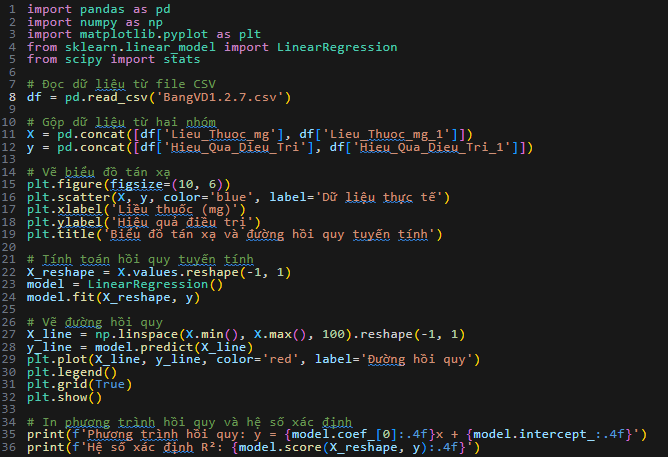 1 import pandas as pd
2 import numpy as np
3 import matplotlib.pyplot as plt
4 from sklearn.linear_model import LinearRegression
5 from scipy import stats
6
7 # Đọc dữ liệu từ file CSV
8 df = pd.read_csv('BangVD1.2.7.csv')
9
10 # Gộp dữ liệu từ hai nhóm
11 X = pd.concat([df['Lieu_Thuoc_mg'], df['Lieu_Thuoc_mg_1']])
12 y = pd.concat([df['Hieu_Qua_Dieu_Tri'], df['Hieu_Qua_Dieu_Tri_1']])
13
14 # Vẽ biểu đồ tán xạ
15 plt.figure(figsize=(10, 6))
16 plt.scatter(X, y, color='blue', label='Dữ liệu thực tế')
17 plt.xlabel('Liều thuốc (mg)')
18 plt.ylabel('Hiệu quả điều trị')
19 plt.title('Biểu đồ tán xạ và đường hồi quy tuyến tính')
20
21 # Tính toán hồi quy tuyến tính
22 X_reshape = X.values.reshape(-1, 1)
23 model = LinearRegression()
24 model.fit(X_reshape, y)
25
26 # Vẽ đường hồi quy
27 X_line = np.linspace(X.min(), X.max(), 100).reshape(-1, 1)
28 y_line = model.predict(X_line)
29 plt.plot(X_line, y_line, color='red', label='Đường hồi quy')
30 plt.legend()
31 plt.grid(True)
32 plt.show()
33
34 # In phương trình hồi quy và hệ số xác định
35 print(f'Phương trình hồi quy: y = {model.coef_[0]:.4f}x + {model.intercept_:.4f}')
36 print(f'Hệ số xác định R²: {model.score(X_reshape, y):.4f}')